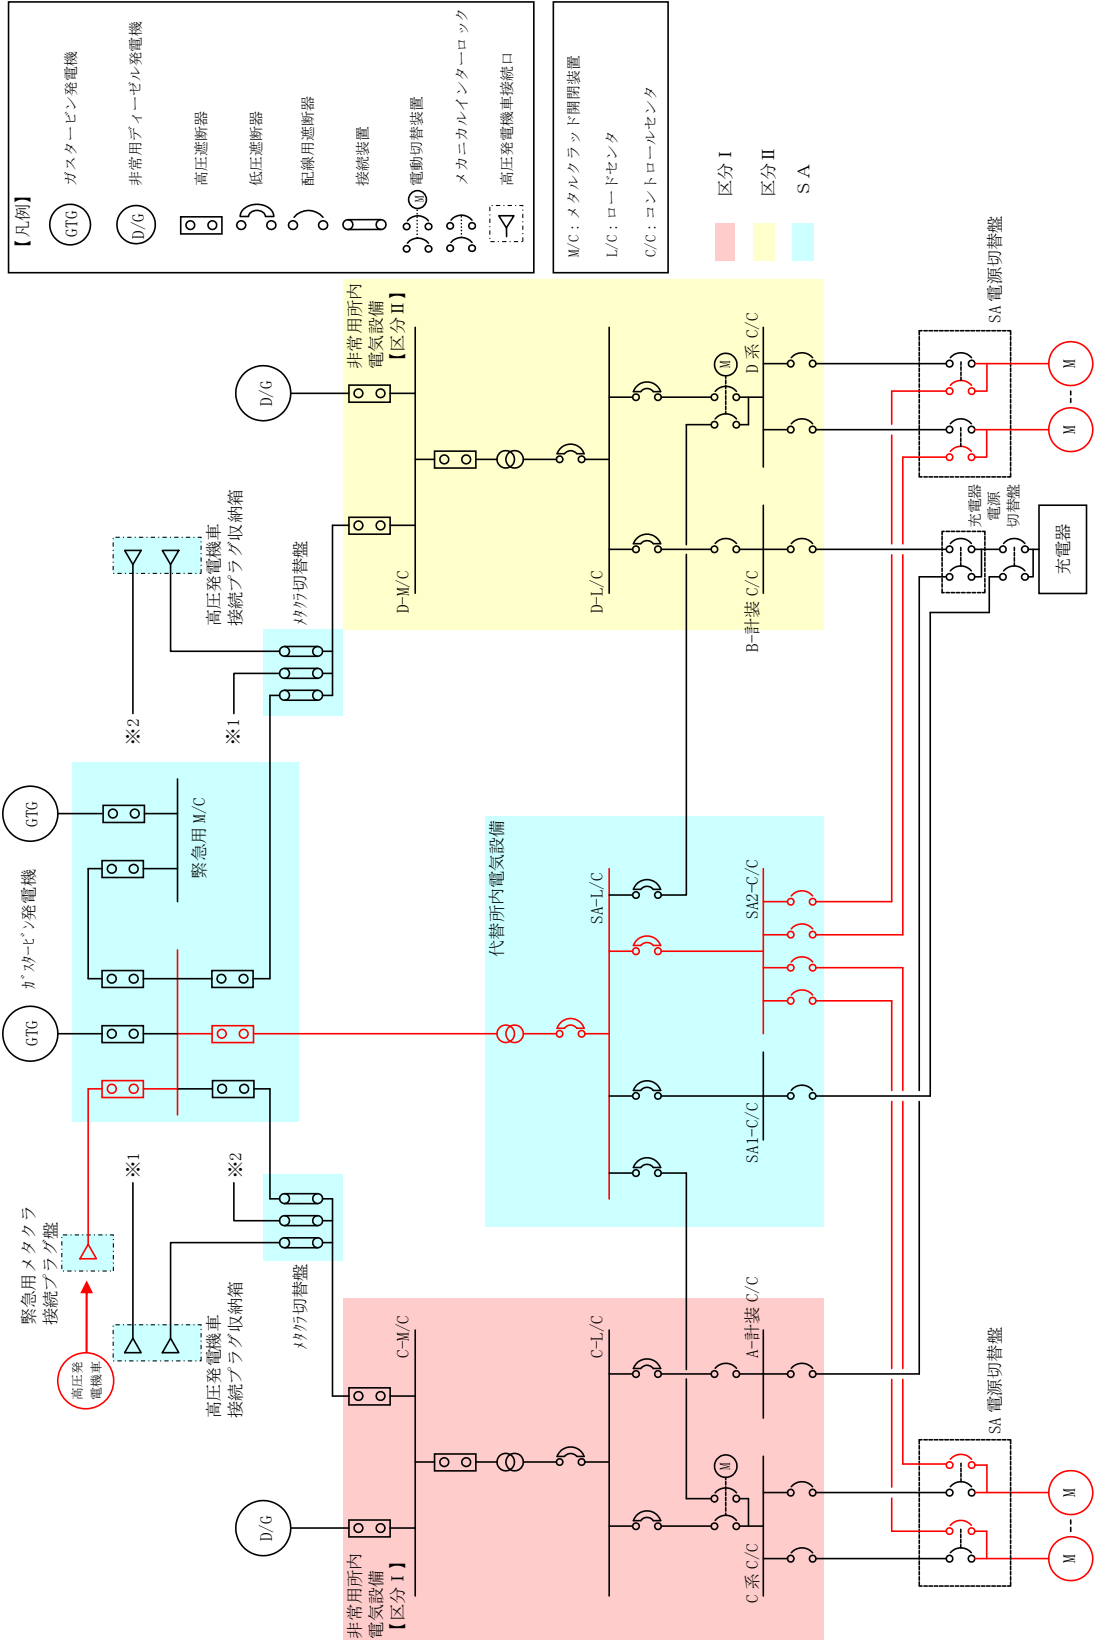 【凡例】
GTG
ガスタービン発電機
D/G
非常用ディーゼル発電機
高圧遮断器
低圧遮断器
配線用遮断器
接続装置
M
電動切替装置
メカニカルインターロック
高圧発電機車接続口
M/C : メタルクラッド開閉装置
L/C : ロードセンタ
C/C : コントロールセンタ
区分Ⅰ
区分Ⅱ
SA
緊急用メタクラ
接続プラグ盤
高圧発
電機車
※1
※2
高圧発電機車
接続プラグ収納箱
ﾒﾀｸﾗ切替盤
GTG
ｶﾞｽﾀｰﾋﾞﾝ発電機
GTG
緊急用 M/C
※2
※1
高圧発電機車
接続プラグ収納箱
ﾒﾀｸﾗ切替盤
D/G
非常用所内
電気設備
【区分Ⅰ】
C-M/C
C-L/C
M
C 系 C/C
A-計装 C/C
代替所内電気設備
SA-L/C
SA1-C/C
SA2-C/C
D/G
非常用所内
電気設備
【区分Ⅱ】
D-M/C
D-L/C
M
B-計装 C/C
D 系 C/C
SA 電源切替盤
M
M
充電器
電源
切替盤
充電器
SA 電源切替盤
M
M